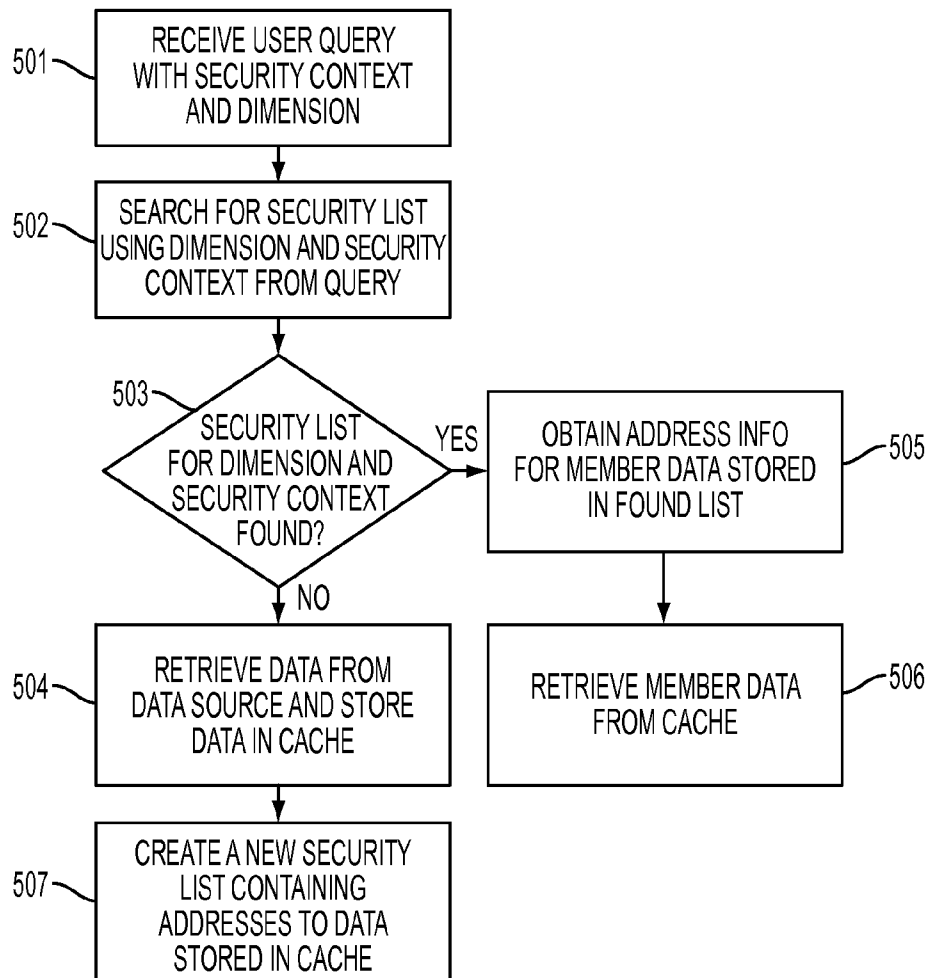 501
RECEIVE USER QUERY
WITH SECURITY CONTEXT
AND DIMENSION
502
SEARCH FOR SECURITY LIST
USING DIMENSION AND SECURITY
CONTEXT FROM QUERY
503
SECURITY LIST
FOR DIMENSION AND
SECURITY CONTEXT
FOUND?
YES
OBTAIN ADDRESS INFO
FOR MEMBER DATA STORED
IN FOUND LIST
505
NO
504
RETRIEVE DATA FROM
DATA SOURCE AND STORE
DATA IN CACHE
RETRIEVE MEMBER DATA
FROM CACHE
506
507
CREATE A NEW SECURITY
LIST CONTAINING
ADDRESSES TO DATA
STORED IN CACHE